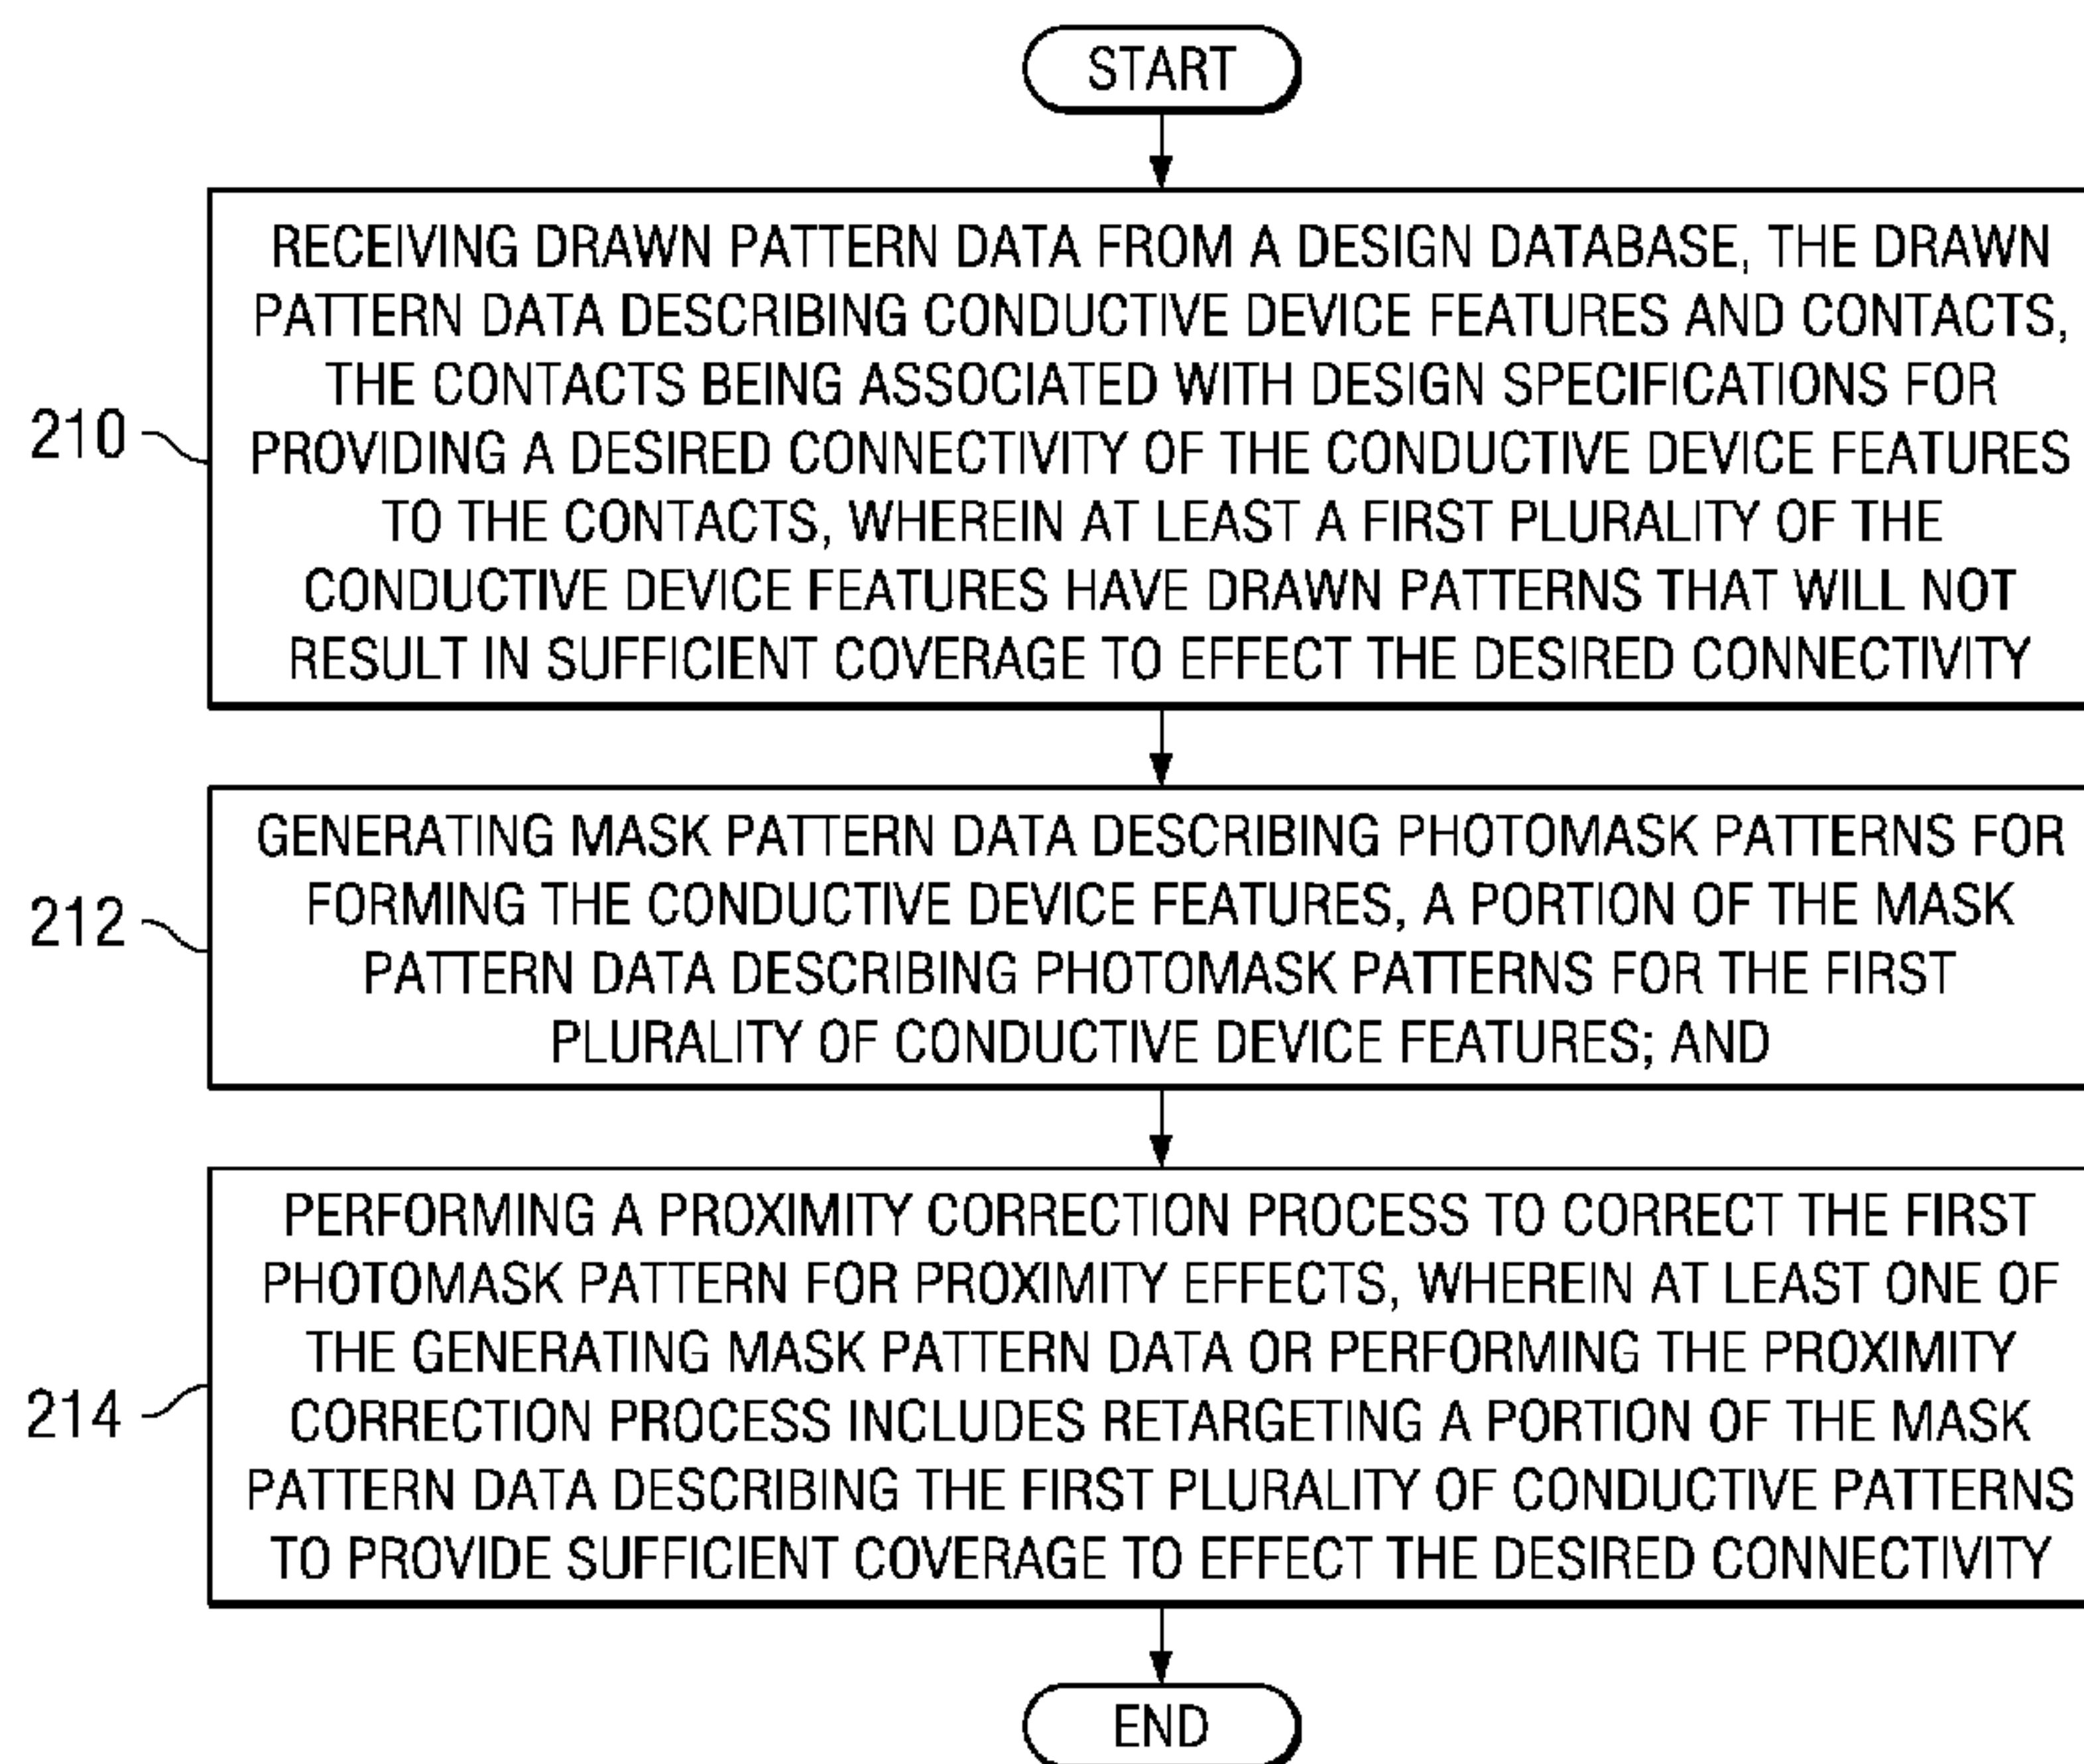 START
RECEIVING DRAWN PATTERN DATA FROM A DESIGN DATABASE, THE DRAWN
PATTERN DATA DESCRIBING CONDUCTIVE DEVICE FEATURES AND CONTACTS,
THE CONTACTS BEING ASSOCIATED WITH DESIGN SPECIFICATIONS FOR
210
PROVIDING A DESIRED CONNECTIVITY OF THE CONDUCTIVE DEVICE FEATURES
TO THE CONTACTS, WHEREIN AT LEAST A FIRST PLURALITY OF THE
CONDUCTIVE DEVICE FEATURES HAVE DRAWN PATTERNS THAT WILL NOT
RESULT IN SUFFICIENT COVERAGE TO EFFECT THE DESIRED CONNECTIVITY
GENERATING MASK PATTERN DATA DESCRIBING PHOTOMASK PATTERNS FOR
212
FORMING THE CONDUCTIVE DEVICE FEATURES, A PORTION OF THE MASK
PATTERN DATA DESCRIBING PHOTOMASK PATTERNS FOR THE FIRST
PLURALITY OF CONDUCTIVE DEVICE FEATURES; AND
PERFORMING A PROXIMITY CORRECTION PROCESS TO CORRECT THE FIRST
PHOTOMASK PATTERN FOR PROXIMITY EFFECTS, WHEREIN AT LEAST ONE OF
THE GENERATING MASK PATTERN DATA OR PERFORMING THE PROXIMITY
214
CORRECTION PROCESS INCLUDES RETARGETING A PORTION OF THE MASK
PATTERN DATA DESCRIBING THE FIRST PLURALITY OF CONDUCTIVE PATTERNS
TO PROVIDE SUFFICIENT COVERAGE TO EFFECT THE DESIRED CONNECTIVITY
END